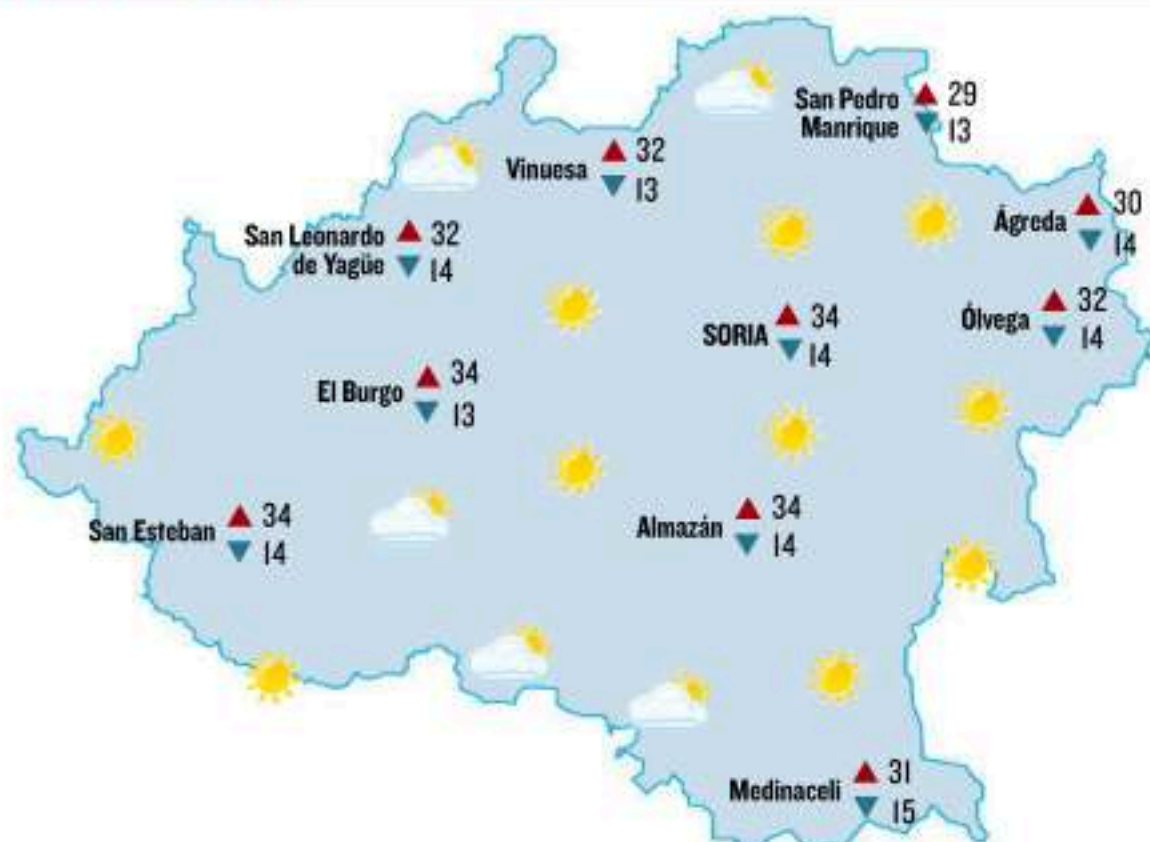 San Pedro
Manrique
29
13
Vinuesa
32
13
Ágreda
30
14
San Leonardo
de Yagüe
32
14
SORIA
34
14
Ólvega
32
14
El Burgo
34
13
San Esteban
34
14
Almazán
34
14
Medinaceli
31
15